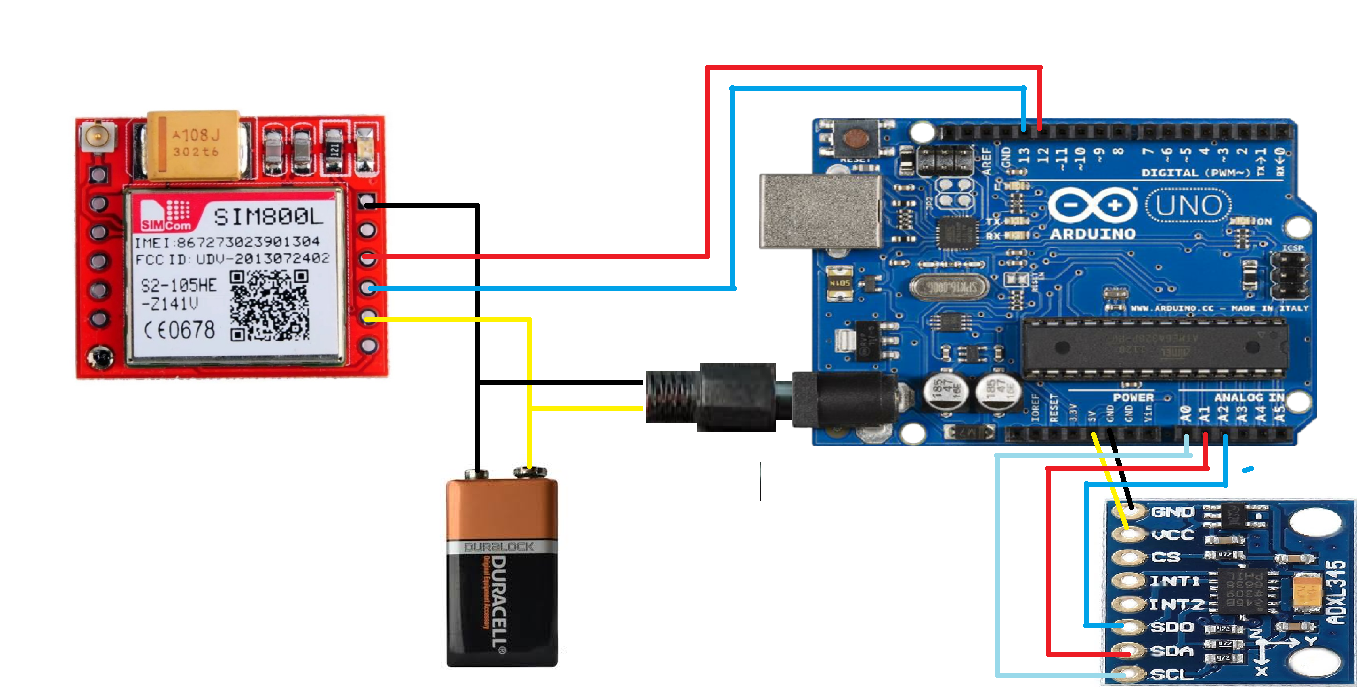 A108J
302t6
121
SIM
Com
SIM800L
IMEI:867273023901304
FCC ID: UDV-2013072402
S2-105HE
-Z141V
CE0678
DURALOCK
DURACELL®
RESET
AREF
GND
13
12
~11
~10
~9
8
7
~6
~5
4
~3
2
TX→1
RX←0
DIGITAL (PWM~)
TX
RX
ARDUINO
UNO
ON
ICSP
WWW.ARDUINO.CC - MADE IN ITALY
IOREF
RESET
3.3V
5V
GND
GND
Vin
POWER
ANALOG IN
A0
A1
A2
A3
A4
A5
GND
VCC
CS
INT1
INT2
SDO
SDA
SCL
ADXL345
Z
Y
X